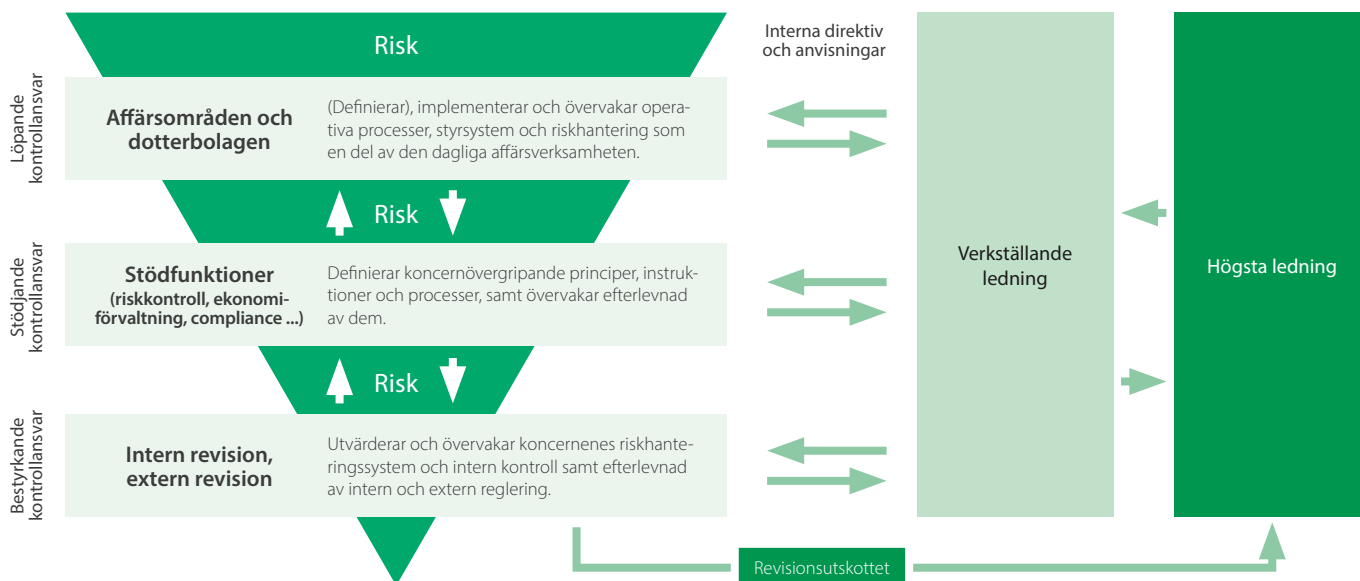 Risk
Interna direktiv
och anvisningar
Löpande
kontrollansvar
Affärsområden och
dotterbolagen
(Definierar), implementerar och övervakar opera-
tiva processer, styrsystem och riskhantering som
en del av den dagliga affärsverksamheten.
Risk
Stödjande
kontrollansvar
Stödfunktioner
(riskkontroll, ekonomi-
förvaltning, compliance ...)
Definierar koncernövergripande principer, instruk-
tioner och processer, samt övervakar efterlevnad
av dem.
Verkställande
ledning
Högsta ledning
Risk
Bestyrkande
kontrollansvar
Intern revision,
extern revision
Utvärderar och övervakar koncernenes riskhante-
ringssystem och intern kontroll samt efterlevnad
av intern och extern reglering.
Revisionsutskottet